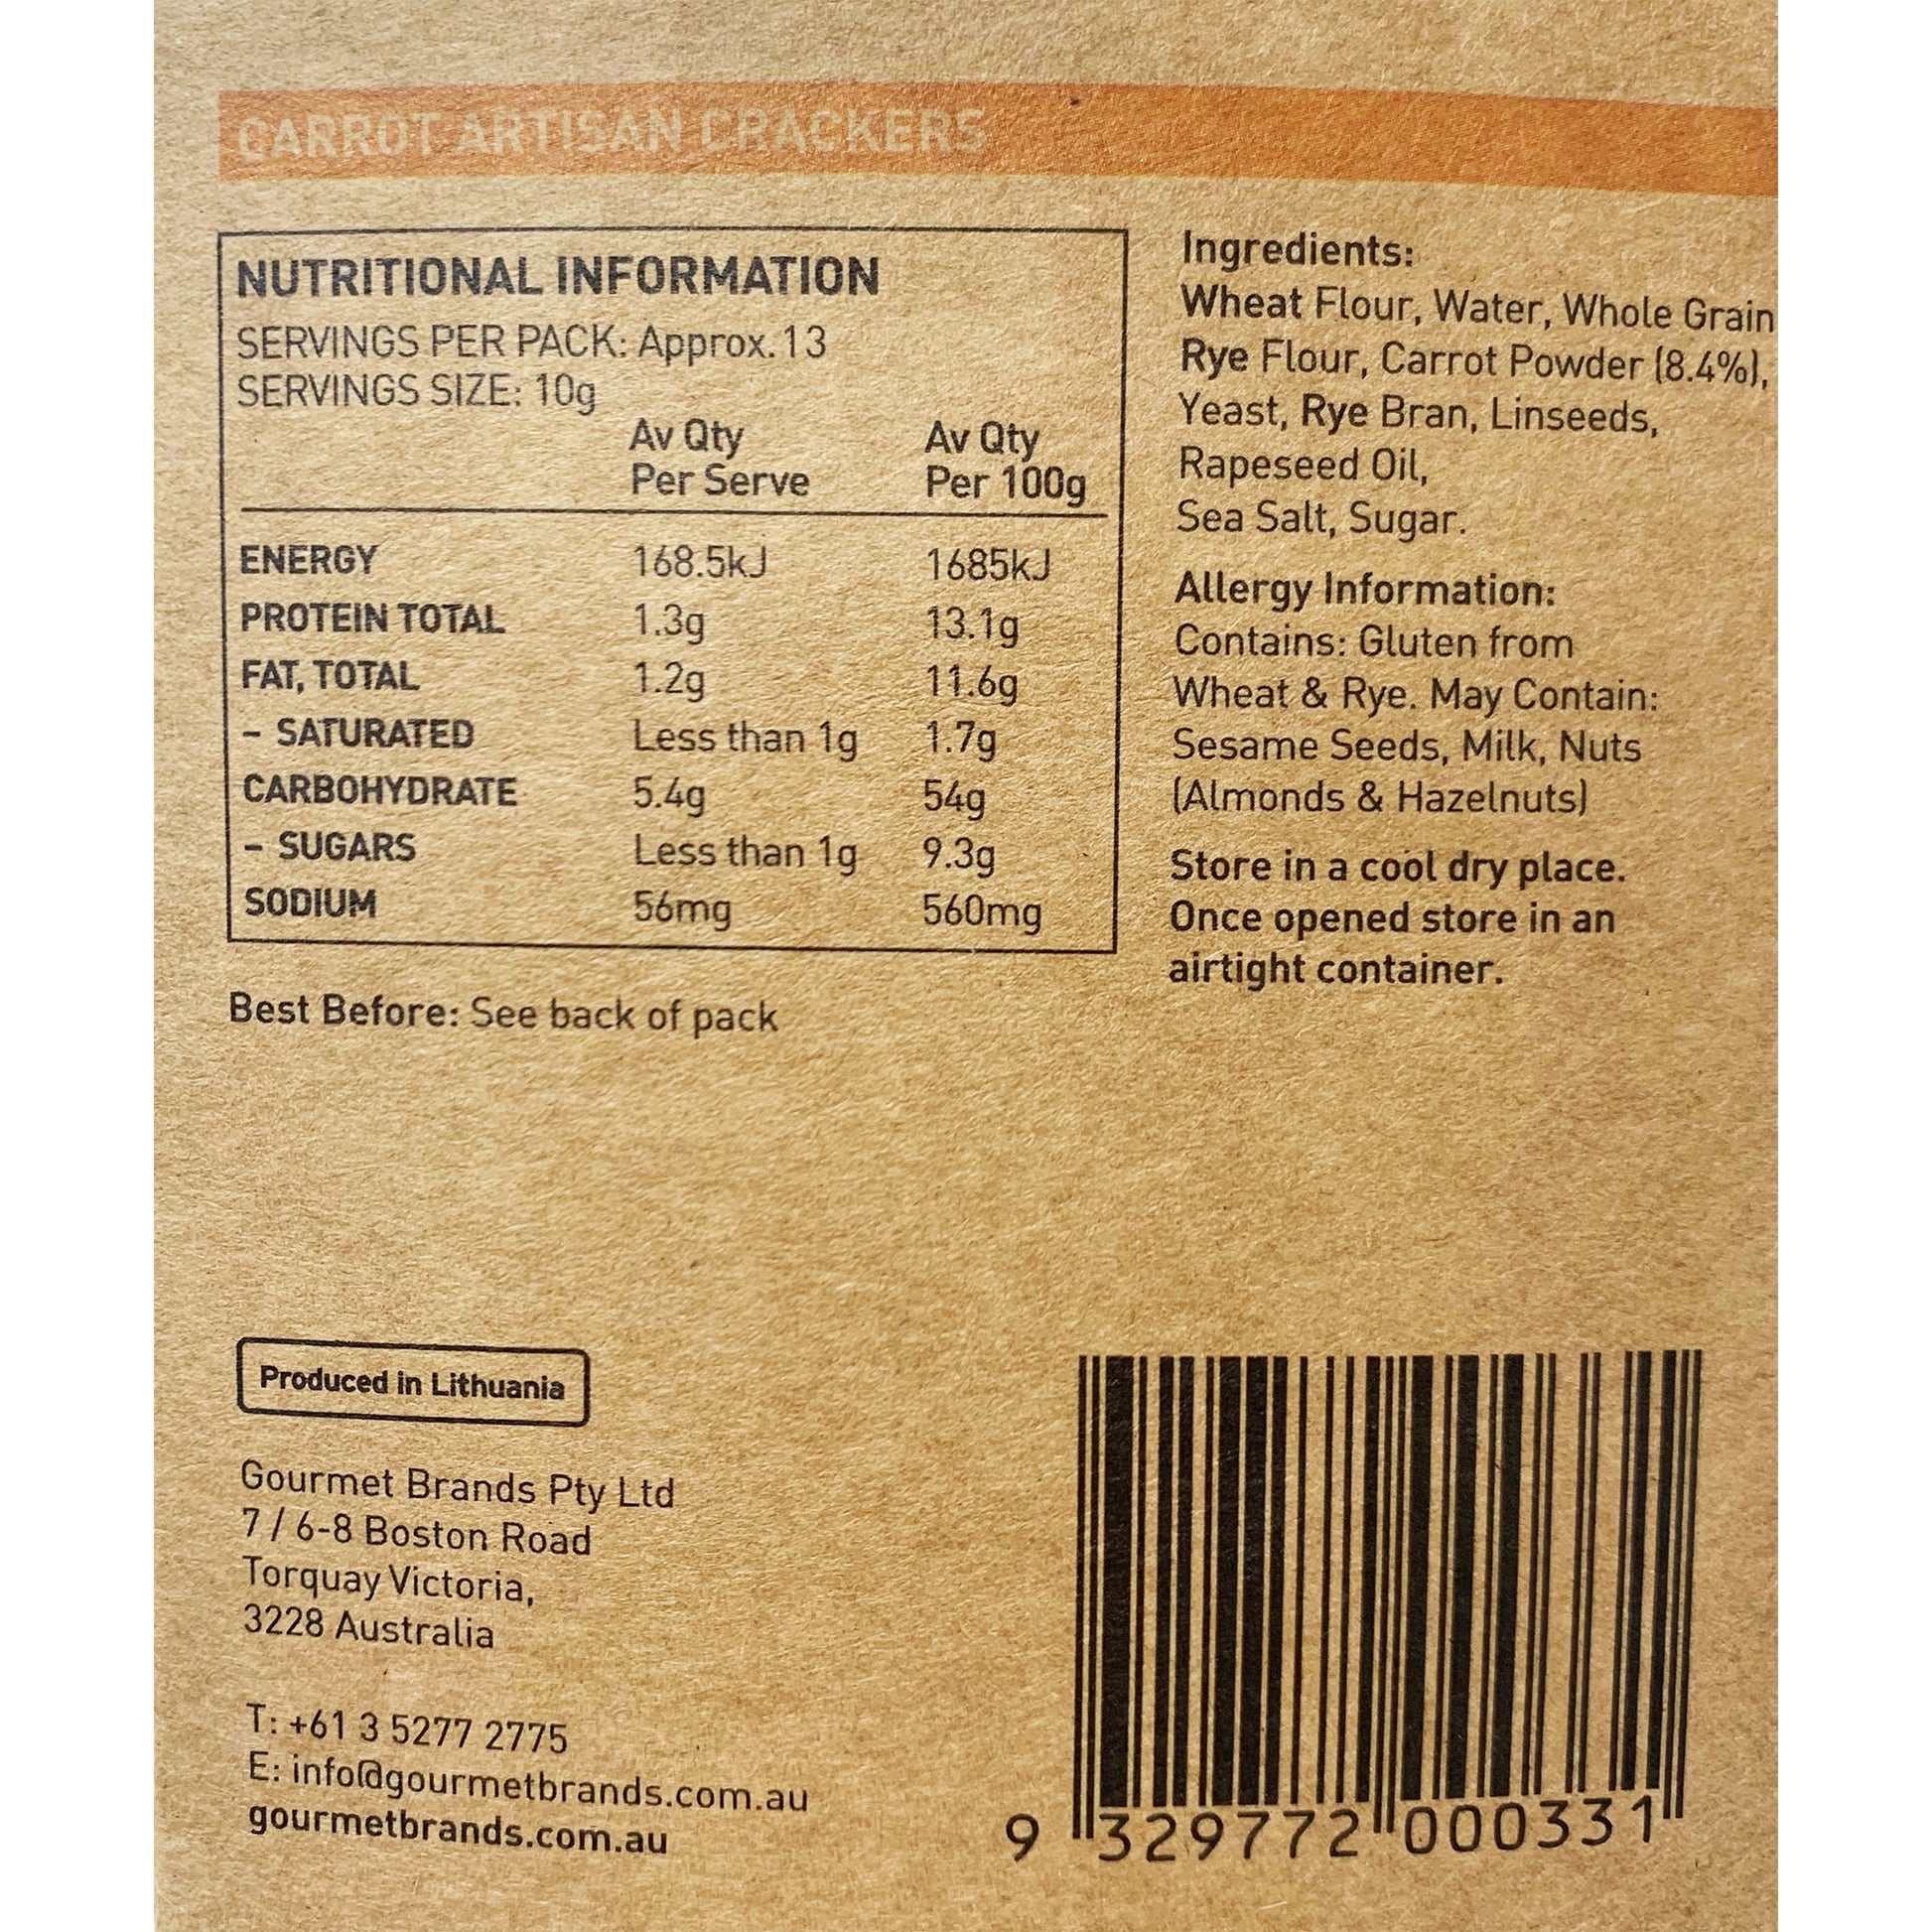 CARROT ARTISAN CRACKERS
NUTRITIONAL INFORMATION
SERVINGS PER PACK: Approx.13
SERVINGS SIZE: 10g
Av Qty Av Qty
Per Serve Per 100g
ENERGY 168.5kJ 1685kJ
PROTEIN TOTAL 1.3g 13.1g
FAT, TOTAL 1.2g 11.6g
– SATURATED Less than 1g 1.7g
CARBOHYDRATE 5.4g 54g
– SUGARS Less than 1g 9.3g
SODIUM 56mg 560mg
Best Before: See back of pack
Ingredients:
Wheat Flour, Water, Whole Grain
Rye Flour, Carrot Powder (8.4%),
Yeast, Rye Bran, Linseeds,
Rapeseed Oil,
Sea Salt, Sugar.
Allergy Information:
Contains: Gluten from
Wheat & Rye. May Contain:
Sesame Seeds, Milk, Nuts
(Almonds & Hazelnuts)
Store in a cool dry place.
Once opened store in an
airtight container.
Produced in Lithuania
Gourmet Brands Pty Ltd
7 / 6-8 Boston Road
Torquay Victoria,
3228 Australia
T: +61 3 5277 2775
E: info@gourmetbrands.com.au
gourmetbrands.com.au
9 329772 000331